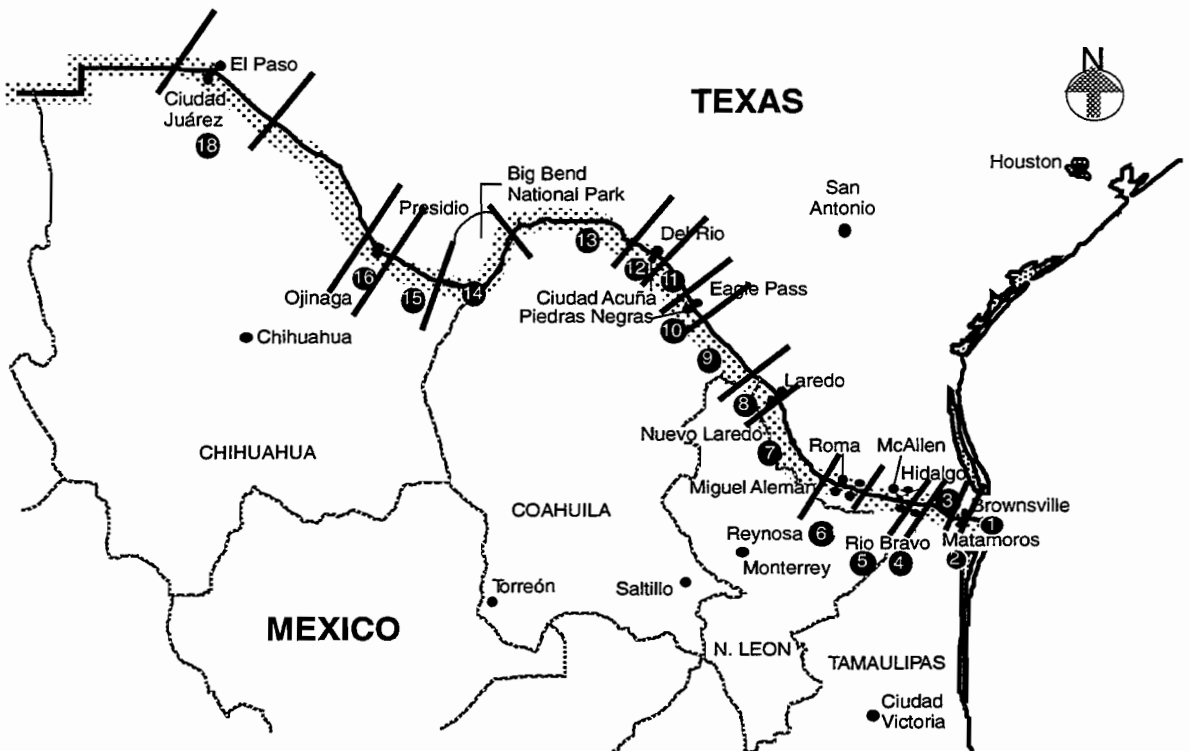 N
El Paso
TEXAS
Ciudad
Juárez
18
Houston
Big Bend
National Park
San
Antonio
Presidio
13
Del Rio
12
11
16
Ojinaga
15
14
Ciudad Acuña
Eagle Pass
Piedras Negras
10
Chihuahua
9
Laredo
8
Nuevo Laredo
7
Roma
McAllen
Hidalgo
CHIHUAHUA
Miguel Alemán
3
Brownsville
1
COAHUILA
Reynosa
6
Rio Bravo
Matamoros
5
4
2
Monterrey
Torreón
Saltillo
MEXICO
N. LEON
TAMAULIPAS
Ciudad
Victoria